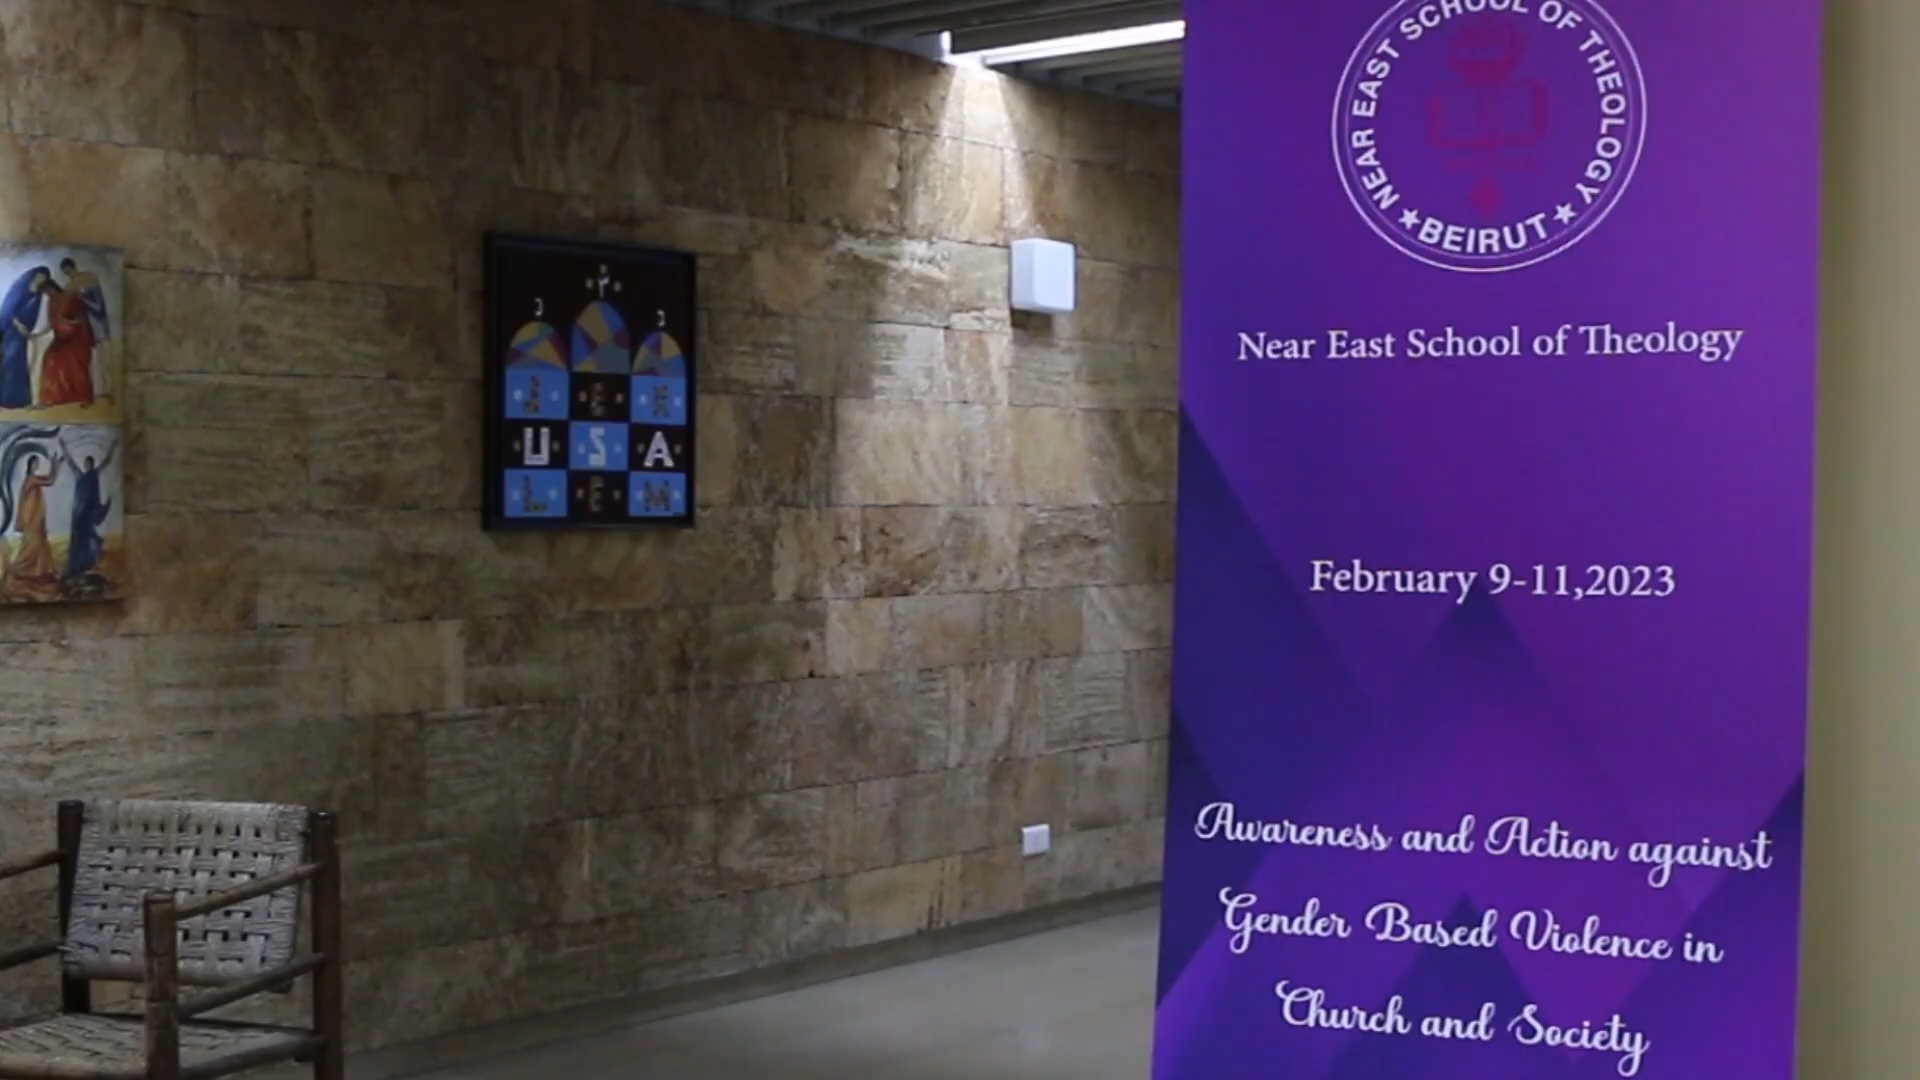 J E R
U S A
L E M
NEAR EAST SCHOOL OF THEOLOGY
★ BEIRUT ★
Near East School of Theology
February 9-11,2023
Awareness and Action against
Gender Based Violence in
Church and Society